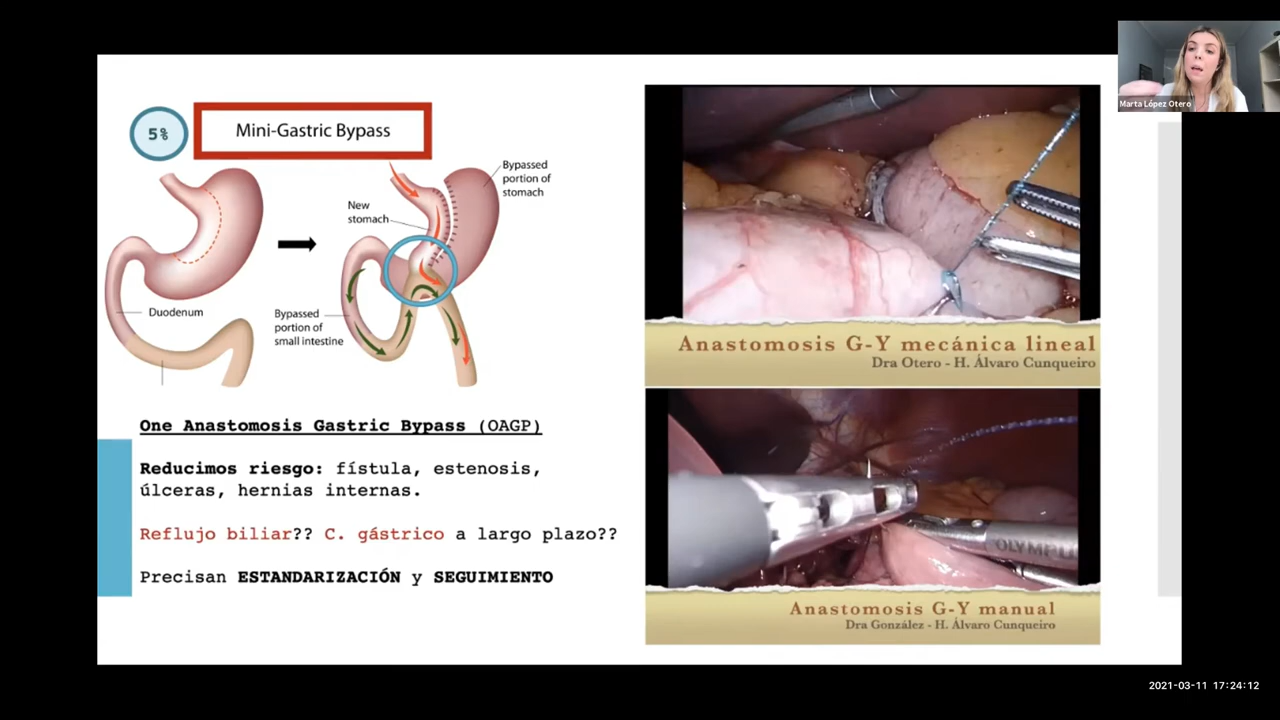 Marta López Otero
5%
Mini-Gastric Bypass
Bypassed
portion of
stomach
New
stomach
Duodenum
Bypassed
portion of
small intestine
One Anastomosis Gastric Bypass (OAGP)
Reducimos riesgo: fístula, estenosis,
úlceras, hernias internas.
Reflujo biliar?? C. gástrico a largo plazo??
Precisan ESTANDARIZACIÓN y SEGUIMIENTO
Anastomosis G-Y mecánica lineal
Dra Otero - H. Álvaro Cunqueiro
Anastomosis G-Y manual
Dra González - H. Álvaro Cunqueiro
2021-03-11 17:24:12